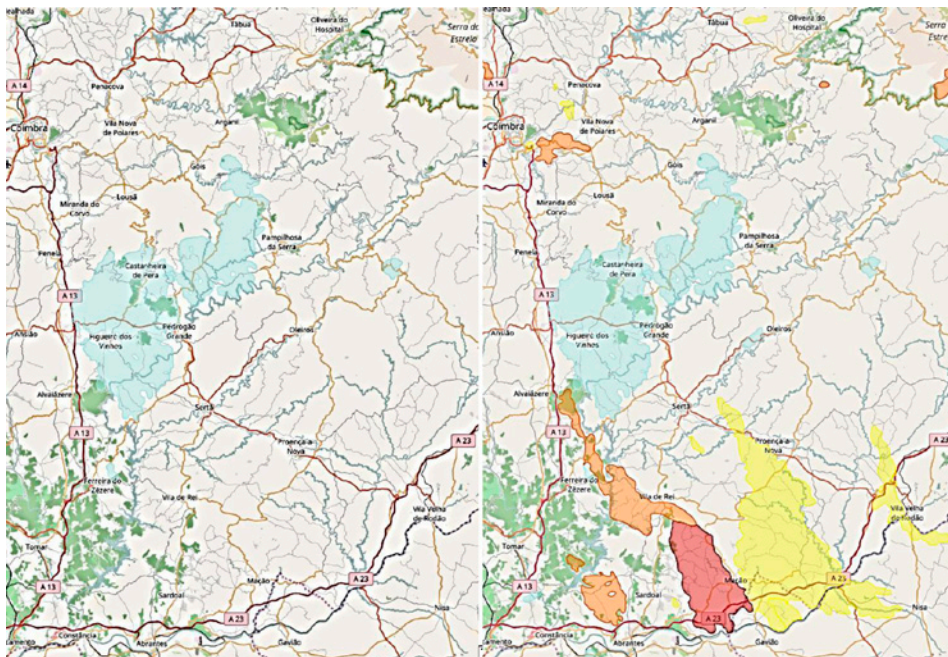 Tábua
Oliveira do
Hospital
Serra da
Estrela
A 14
Penacova
Coimbra
Vila Nova
de Poiares
Arganil
Góis
Lousã
Miranda do
Corvo
Penela
Pampilhosa
da Serra
Castanheira
de Pera
A 13
Ansião
Figueiró dos
Vinhos
Pedrógão
Grande
Oleiros
Alvaiázere
Sertã
A 13
A 23
Proença-a-
Nova
Ferreira do
Zêzere
Vila de Rei
Vila Velha
de Ródão
Tomar
A 13
Mação
A 23
Sardoal
Nisa
A 23
Constância
Abrantes
Gavião
Tábua
Oliveira do
Hospital
Serra da
Estrela
A 14
Penacova
Coimbra
Vila Nova
de Poiares
Arganil
Góis
Lousã
Miranda do
Corvo
Penela
Pampilhosa
da Serra
Castanheira
de Pera
A 13
Ansião
Figueiró dos
Vinhos
Pedrógão
Grande
Oleiros
Alvaiázere
Sertã
A 13
A 23
Proença-a-
Nova
Ferreira do
Zêzere
Vila de Rei
Vila Velha
de Ródão
Tomar
A 13
Mação
A 23
Sardoal
Nisa
A 23
Constância
Abrantes
Gavião